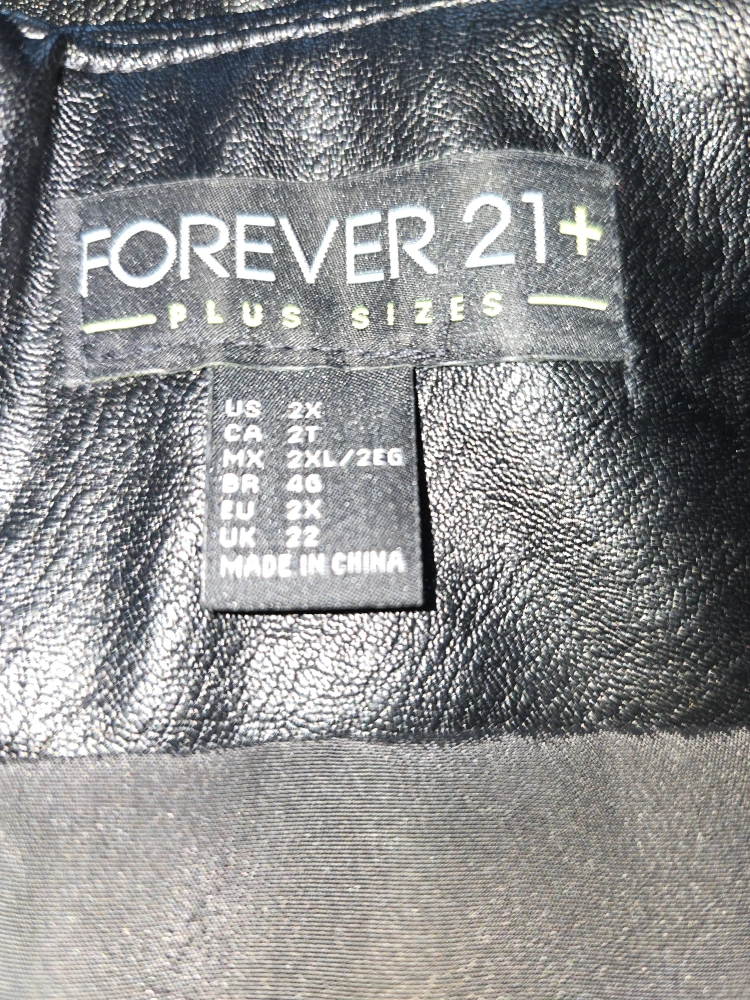 FOREVER 21+
PLUS SIZES
US 2X
CA 2T
MX 2XL/2EG
BR 4G
EU 2X
UK 22
MADE IN CHINA